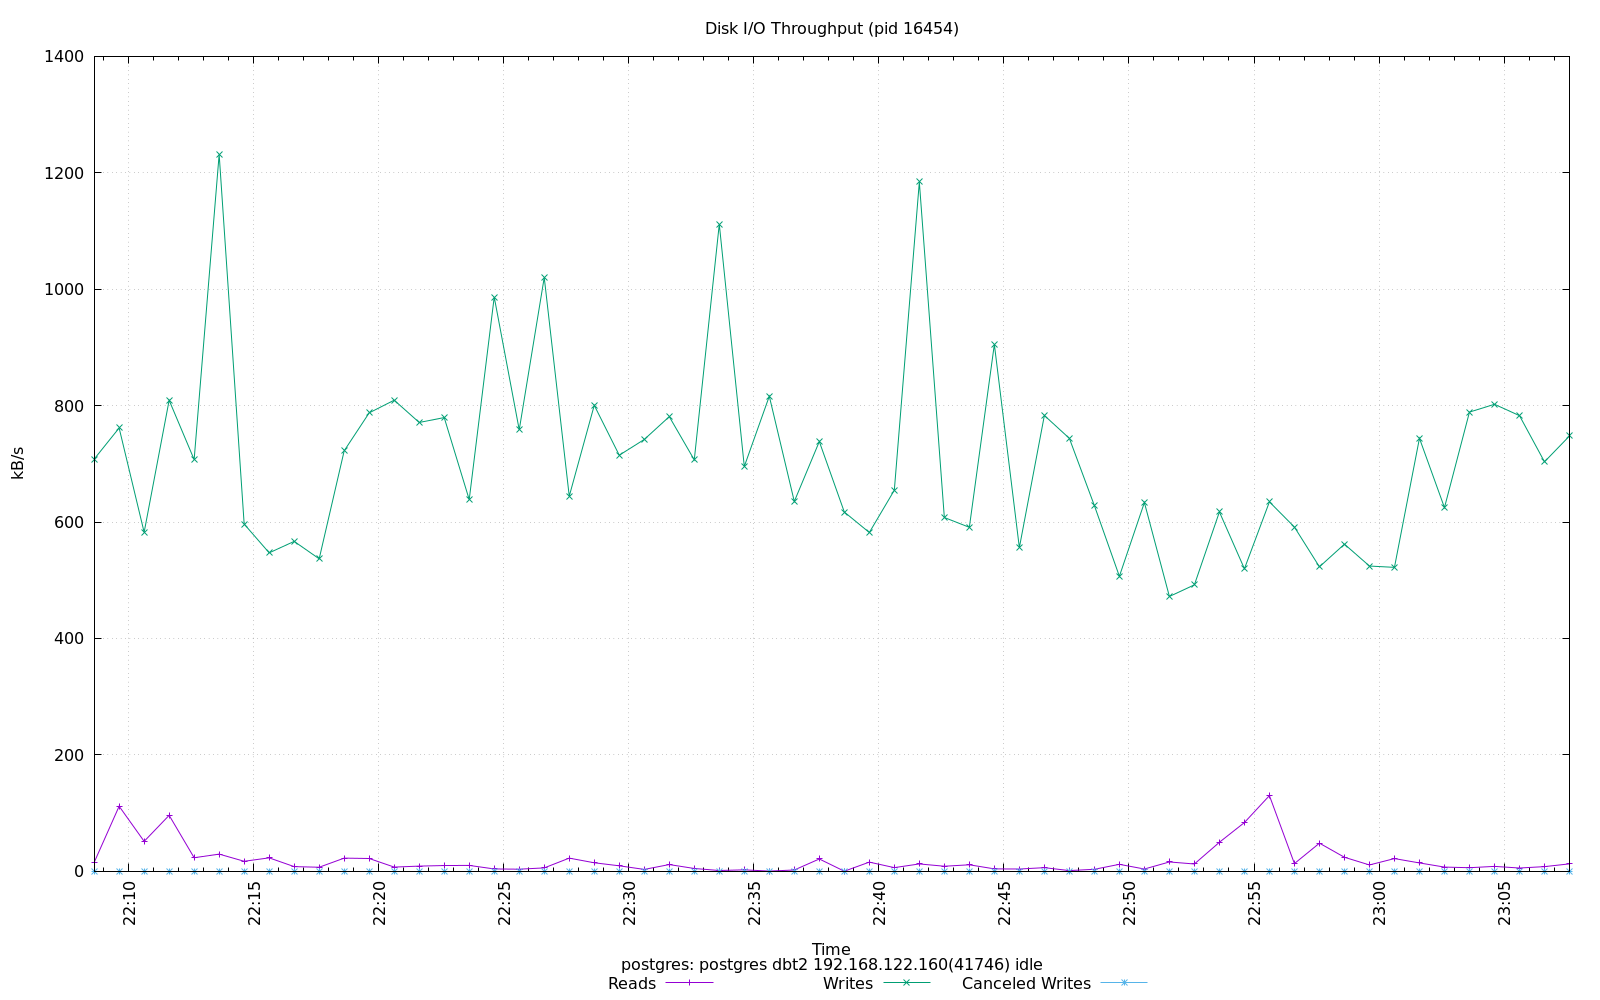 Disk I/O Throughput (pid 16454)
1400
1200
1000
800
600
400
200
0
kB/s
22:10 22:15 22:20 22:25 22:30 22:35 22:40 22:45 22:50 22:55 23:00 23:05
Time
postgres: postgres dbt2 192.168.122.160(41746) idle
Reads Writes Canceled Writes